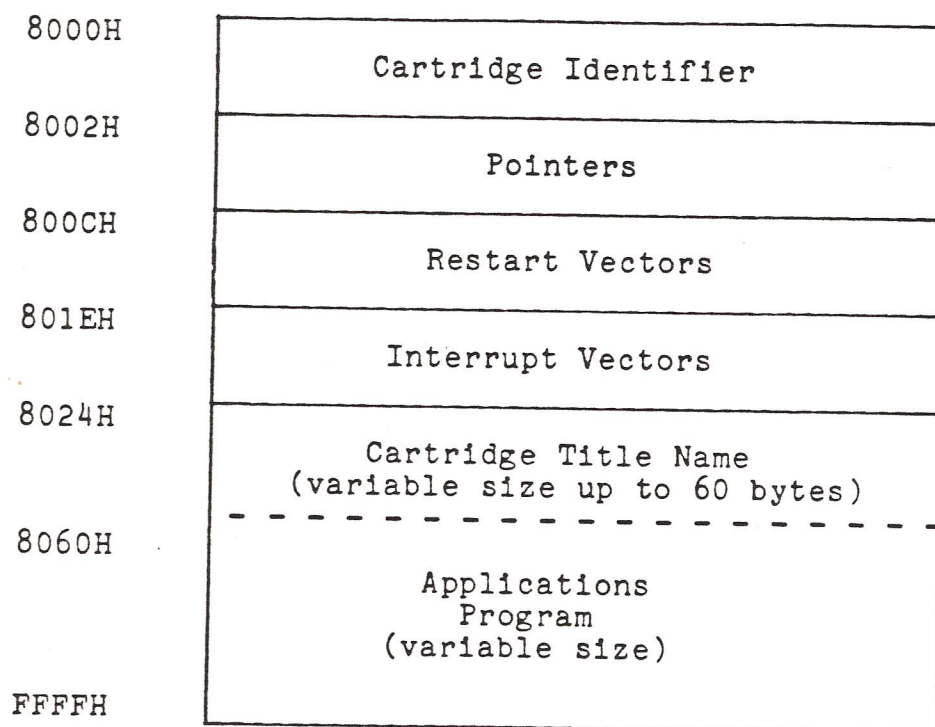 8000H
Cartridge Identifier
8002H
Pointers
800CH
Restart Vectors
801EH
Interrupt Vectors
8024H
Cartridge Title Name
(variable size up to 60 bytes)
8060H
Applications
Program
(variable size)
FFFFH